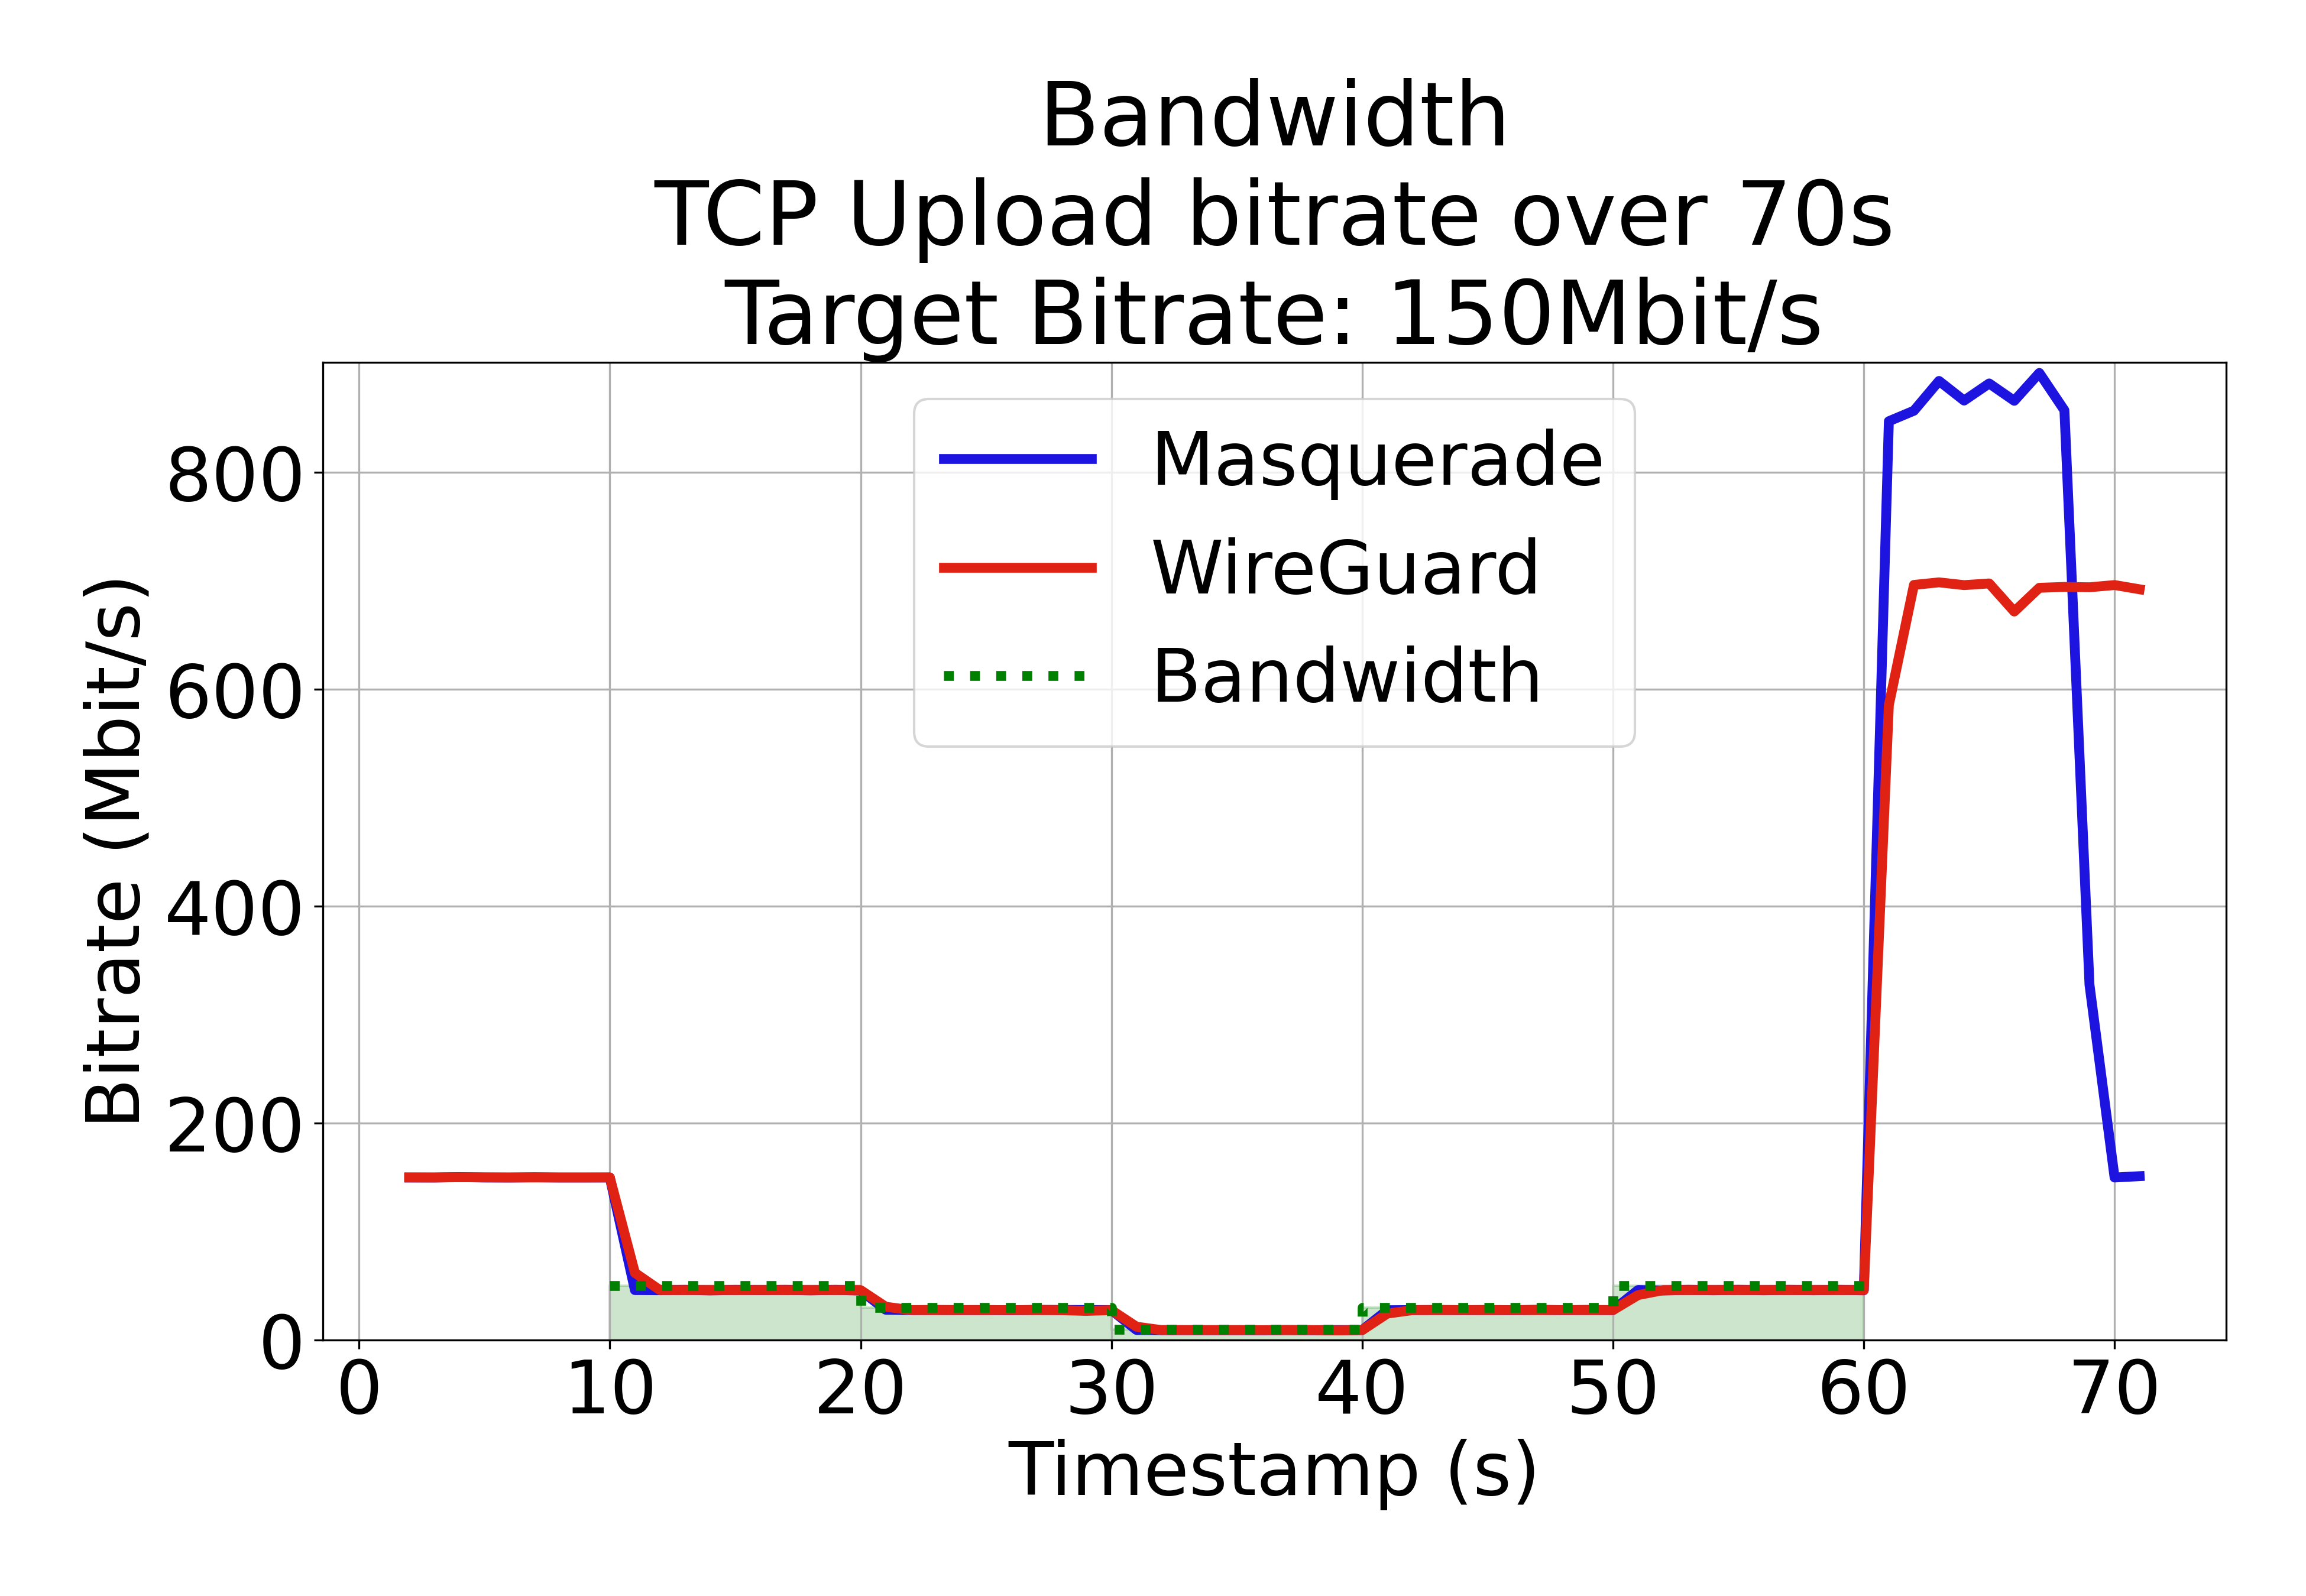 Bandwidth
TCP Upload bitrate over 70s
Target Bitrate: 150Mbit/s
Masquerade
WireGuard
Bandwidth
Bitrate (Mbit/s)
800
600
400
200
0
0 10 20 30 40 50 60 70
Timestamp (s)